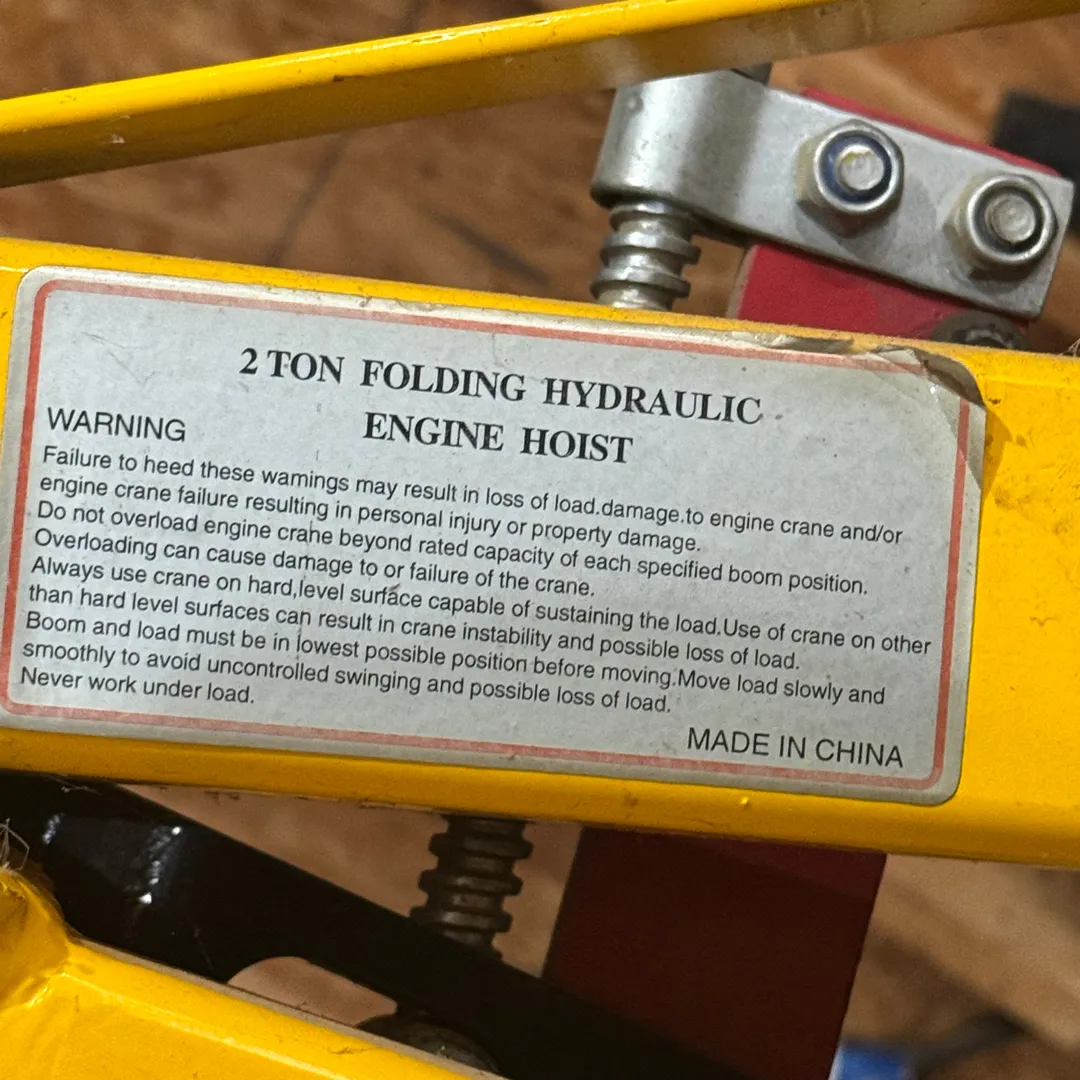 2 TON FOLDING HYDRAULIC
ENGINE HOIST
WARNING
Failure to heed these warnings may result in loss of load.damage.to engine crane and/or
engine crane failure resulting in personal injury or property damage.
Do not overload engine crane beyond rated capacity of each specified boom position.
Overloading can cause damage to or failure of the crane.
Always use crane on hard,level surface capable of sustaining the load.Use of crane on other
than hard level surfaces can result in crane instability and possible loss of load.
Boom and load must be in lowest possible position before moving.Move load slowly and
smoothly to avoid uncontrolled swinging and possible loss of load.
Never work under load.
MADE IN CHINA